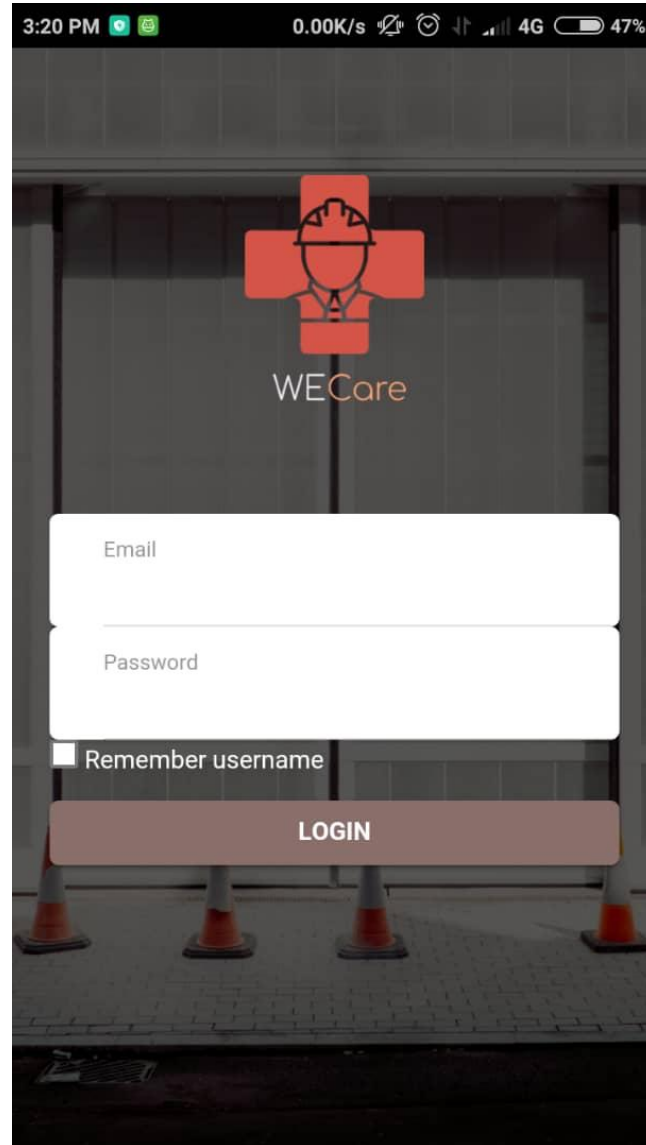 3:20 PM 0.00K/s 4G 47%
WECare
Email
Password
Remember username
LOGIN